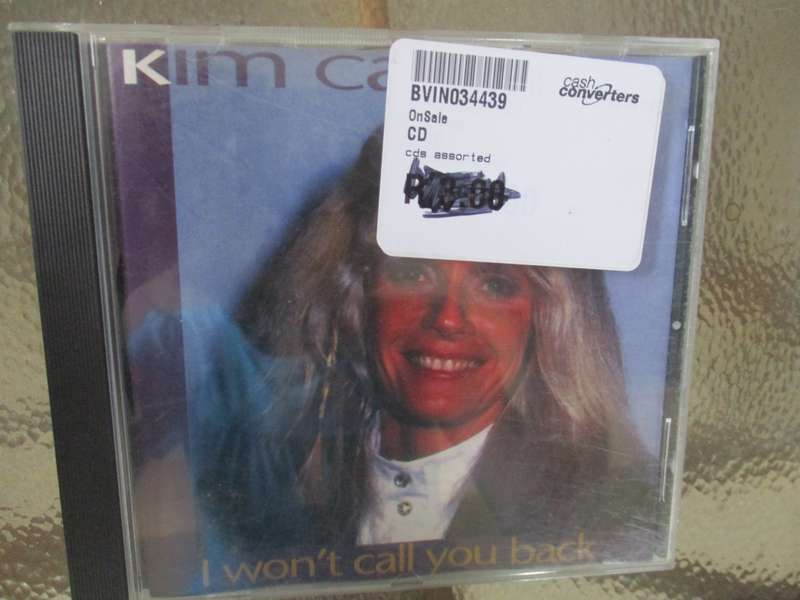 Kim ca
cash
converters
BVIN034439
OnSale
CD
cds assorted
I won't call you back